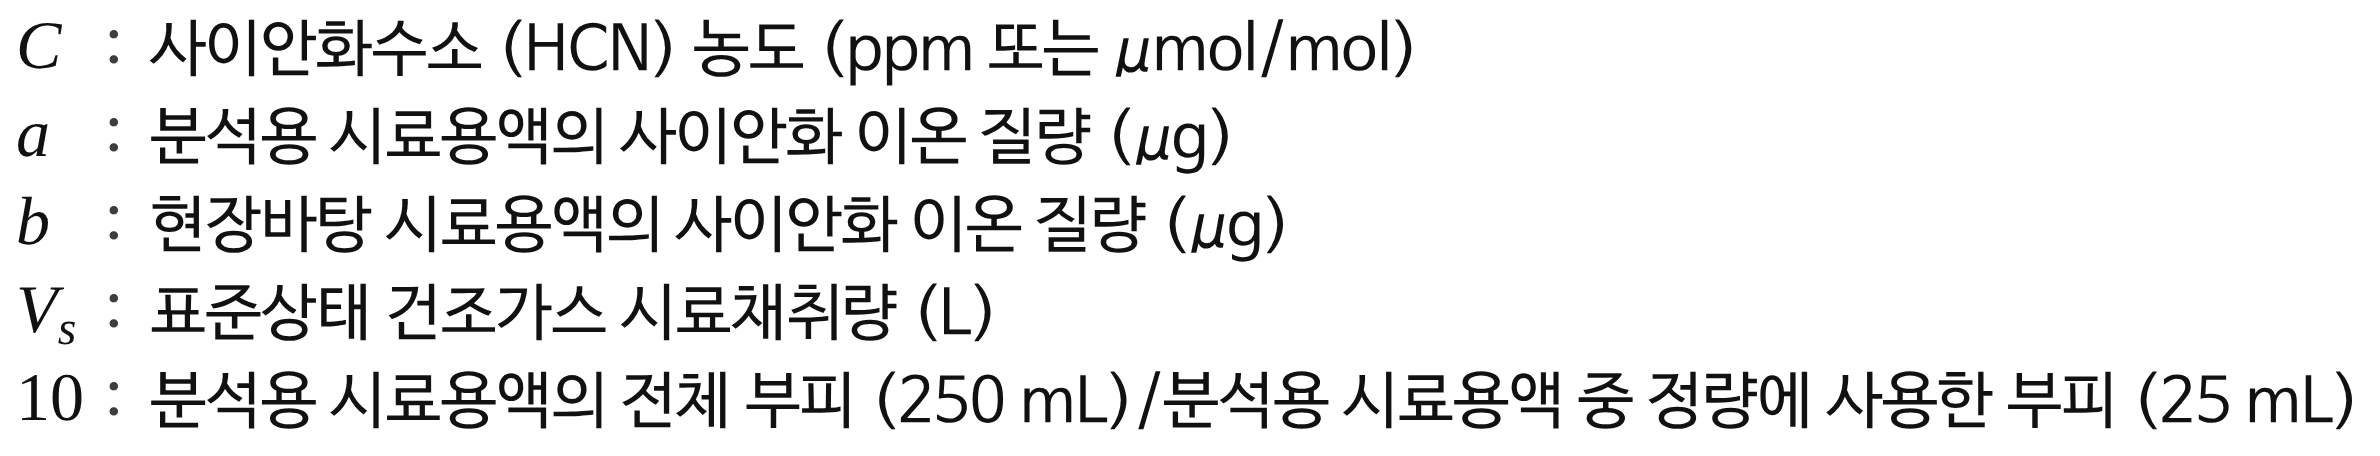 C : 사이안화수소 (HCN) 농도 (ppm 또는 μmol/mol)
a : 분석용 시료용액의 사이안화 이온 질량 (μg)
b : 현장바탕 시료용액의 사이안화 이온 질량 (μg)
Vs : 표준상태 건조가스 시료채취량 (L)
10 : 분석용 시료용액의 전체 부피 (250 mL)/분석용 시료용액 중 정량에 사용한 부피 (25 mL)